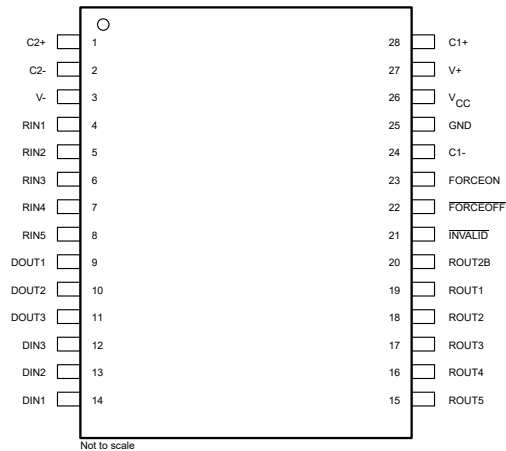 C2+ 1 28 C1+
C2- 2 27 V+
V- 3 26 VCC
RIN1 4 25 GND
RIN2 5 24 C1-
RIN3 6 23 FORCEON
RIN4 7 22 FORCEOFF
RIN5 8 21 INVALID
DOUT1 9 20 ROUT2B
DOUT2 10 19 ROUT1
DOUT3 11 18 ROUT2
DIN3 12 17 ROUT3
DIN2 13 16 ROUT4
DIN1 14 15 ROUT5
Not to scale